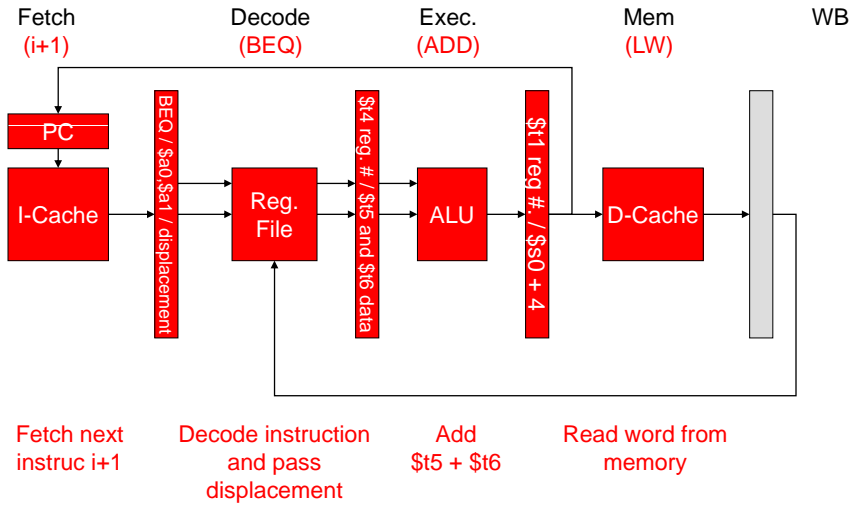 Fetch
(i+1)
Decode
(BEQ)
Exec.
(ADD)
Mem
(LW)
WB
PC
I-Cache
BEQ / $a0,$a1 / displacement
Reg.
File
$t4 reg. # / $t5 and $t6 data
ALU
$t1 reg #. / $s0 + 4
D-Cache
Fetch next
instruc i+1
Decode instruction
and pass
displacement
Add
$t5 + $t6
Read word from
memory